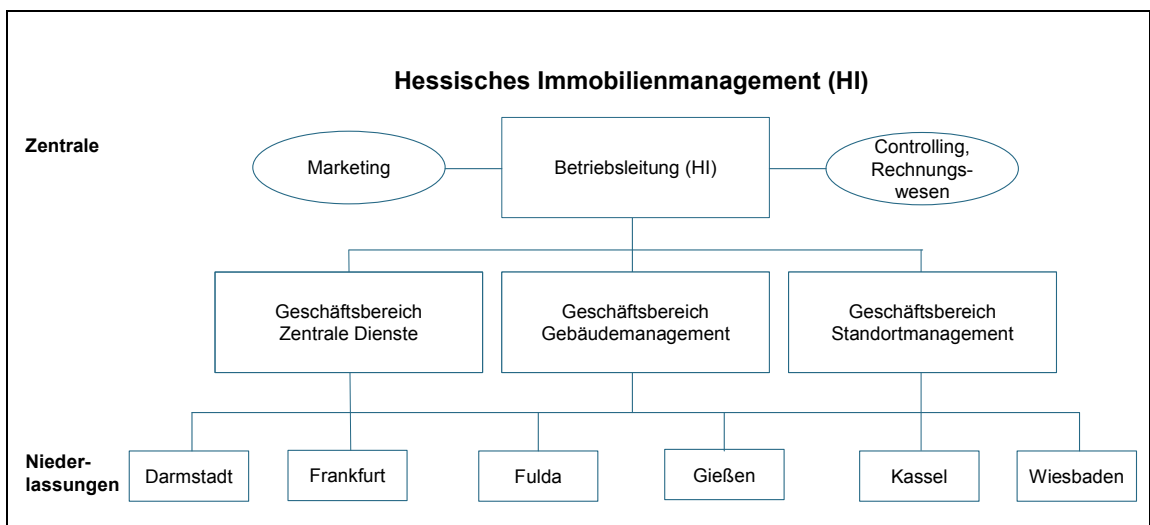 Hessisches Immobilienmanagement (HI)
Zentrale
Marketing
Betriebsleitung (HI)
Controlling,
Rechnungs-
wesen
Geschäftsbereich
Zentrale Dienste
Geschäftsbereich
Gebäudemanagement
Geschäftsbereich
Standortmanagement
Nieder-
lassungen
Darmstadt
Frankfurt
Fulda
Gießen
Kassel
Wiesbaden